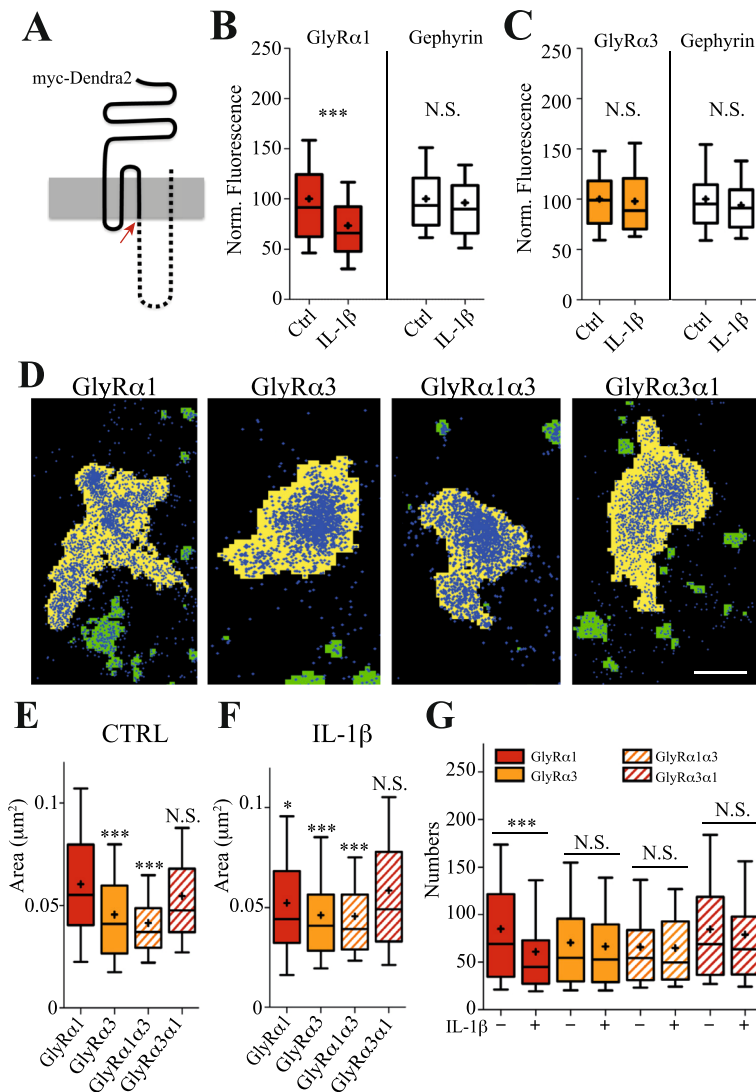 A
myc-Dendra2
B
GlyRα1 Gephyrin
Norm. Fluorescence
250
200
150
100
50
0
***
N.S.
Ctrl IL-1β Ctrl IL-1β
C
GlyRα3 Gephyrin
Norm. Fluorescence
250
200
150
100
50
0
N.S.
N.S.
Ctrl IL-1β Ctrl IL-1β
D
GlyRα1 GlyRα3 GlyRα1α3 GlyRα3α1
E
CTRL
Area (µm²)
0.1
0.05
0
***
***
N.S.
GlyRα1 GlyRα3 GlyRα1α3 GlyRα3α1
F
IL-1β
Area (µm²)
0.1
0.05
0
*
***
***
N.S.
GlyRα1 GlyRα3 GlyRα1α3 GlyRα3α1
G
Numbers
250
200
150
100
50
0
GlyRα1 GlyRα1α3
GlyRα3 GlyRα3α1
***
N.S.
N.S.
N.S.
IL-1β − + − + − + − +